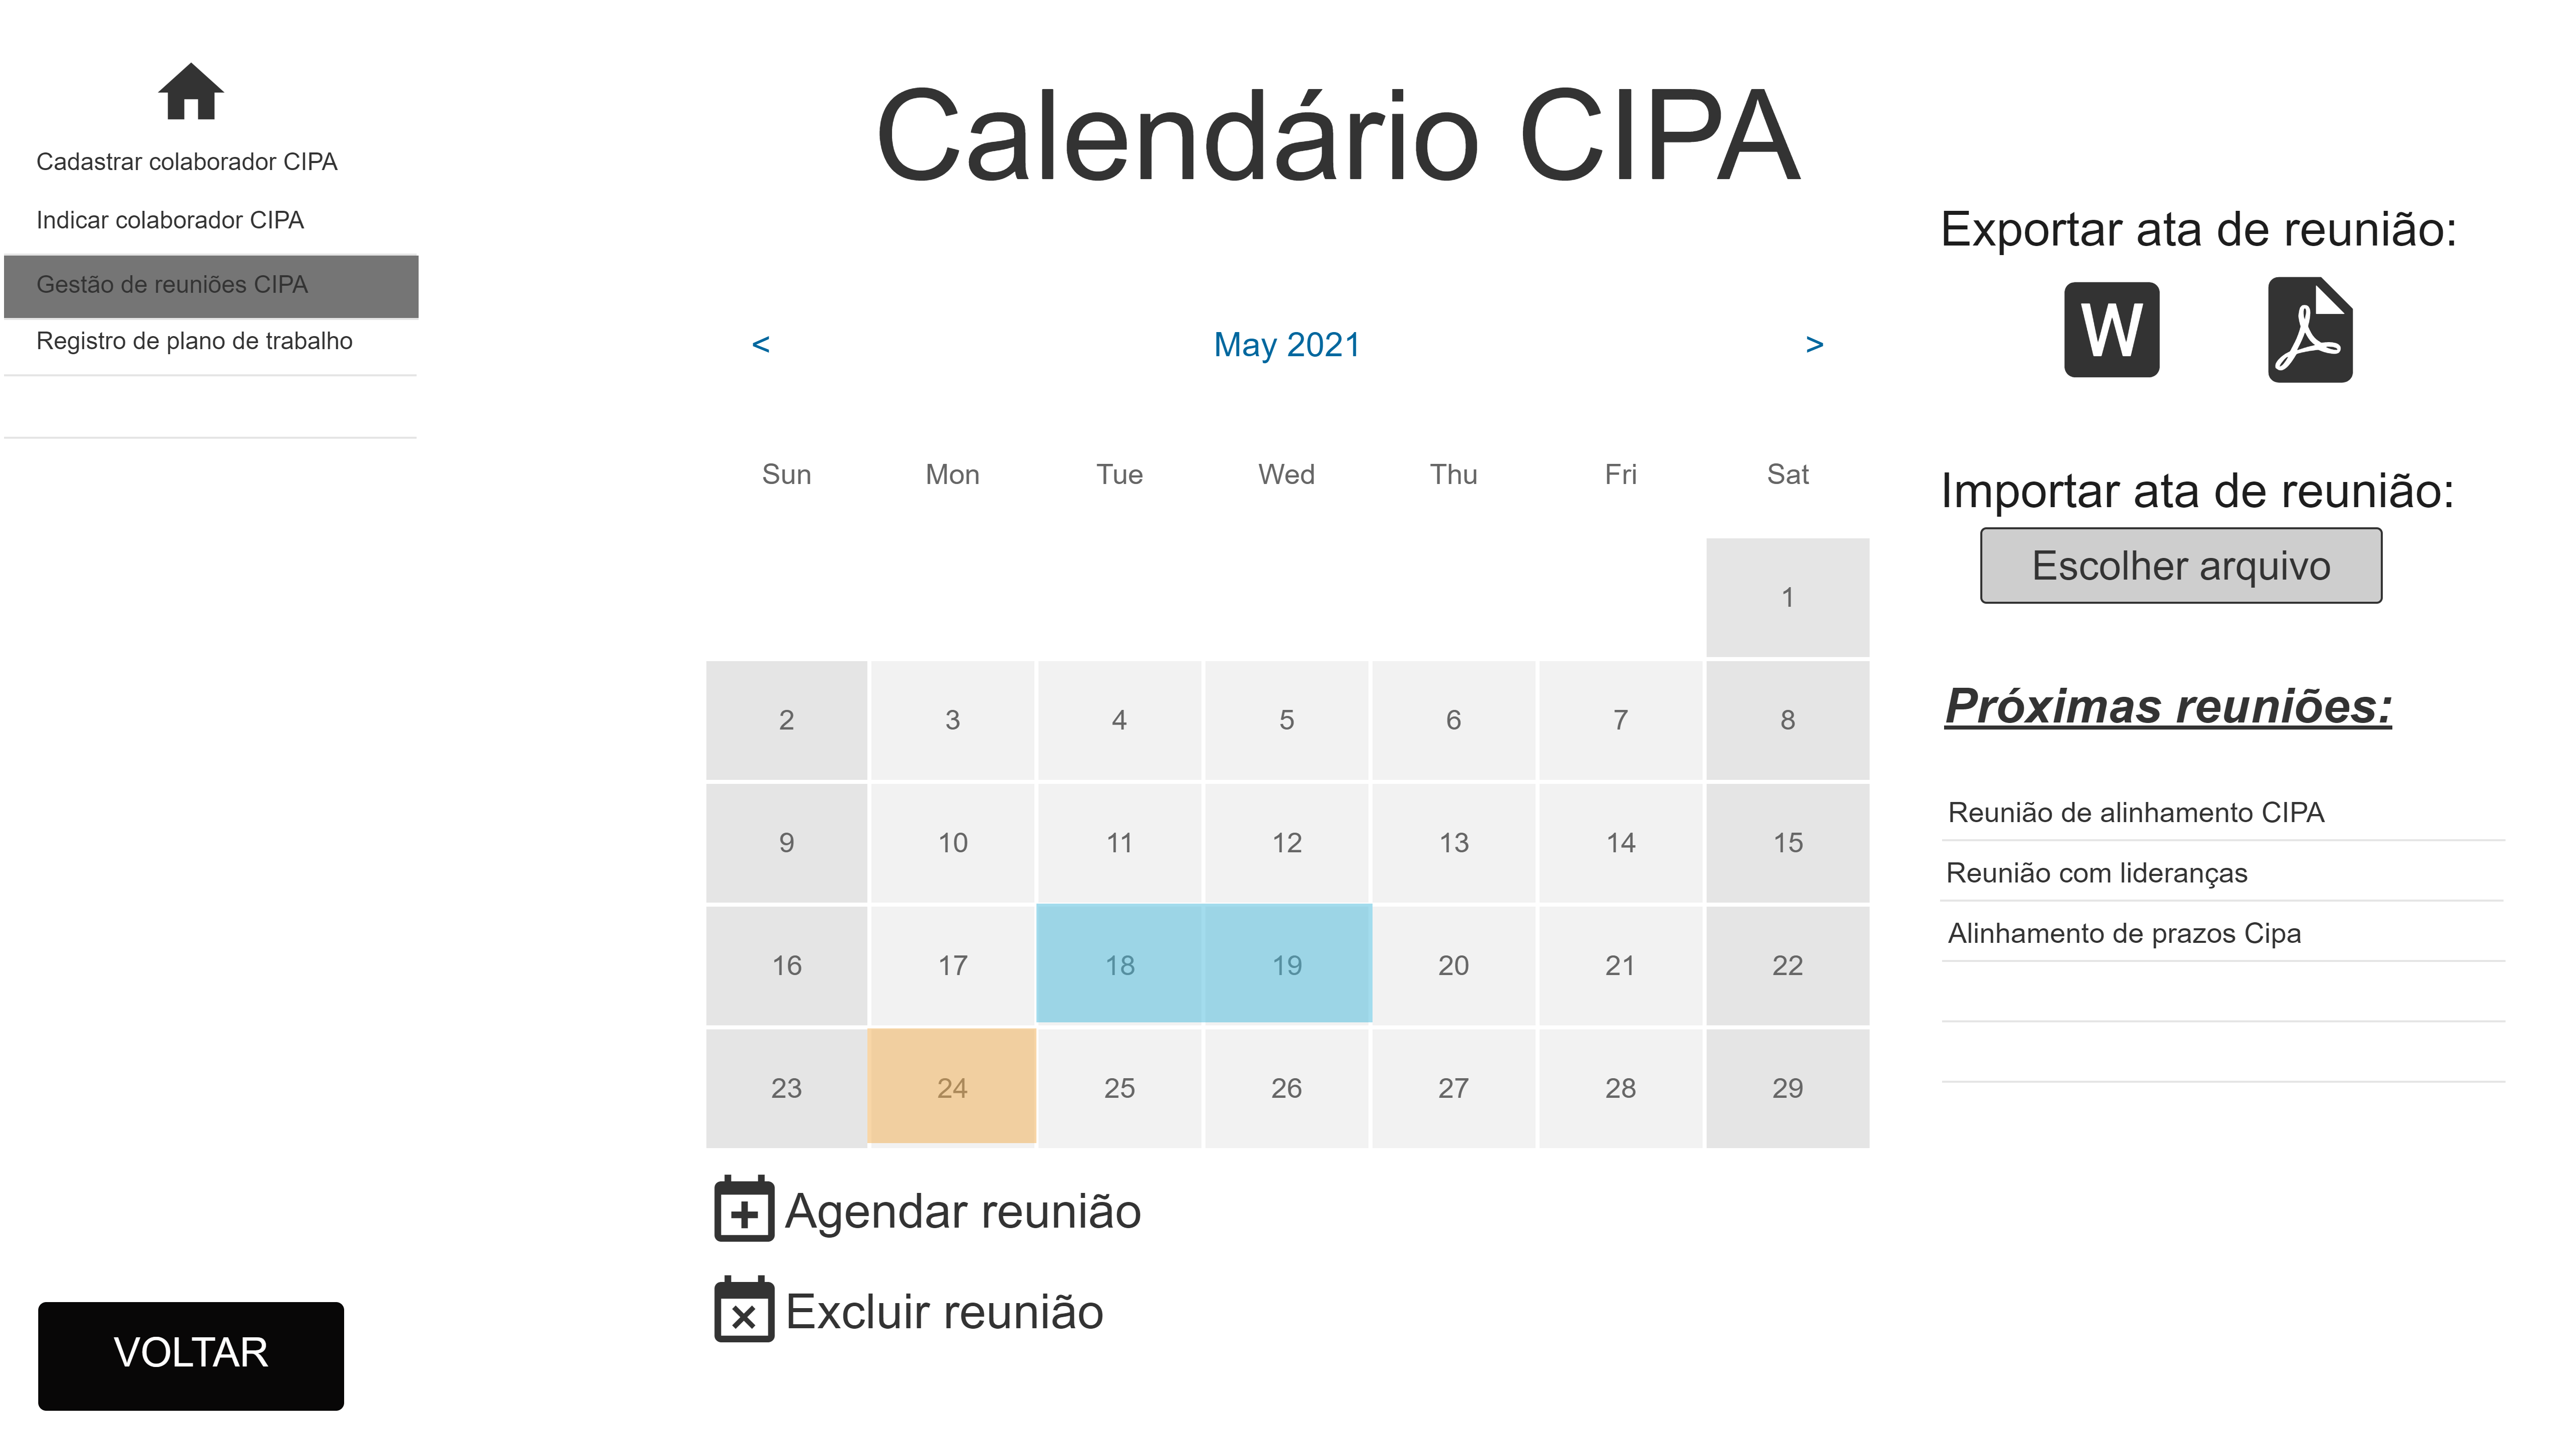 Cadastrar colaborador CIPA
Indicar colaborador CIPA
Gestão de reuniões CIPA
Registro de plano de trabalho
VOLTAR
Calendário CIPA
< May 2021 >
Sun Mon Tue Wed Thu Fri Sat
1
2 3 4 5 6 7 8
9 10 11 12 13 14 15
16 17 18 19 20 21 22
23 24 25 26 27 28 29
Agendar reunião
Excluir reunião
Exportar ata de reunião:
W
Importar ata de reunião:
Escolher arquivo
Próximas reuniões:
Reunião de alinhamento CIPA
Reunião com lideranças
Alinhamento de prazos Cipa